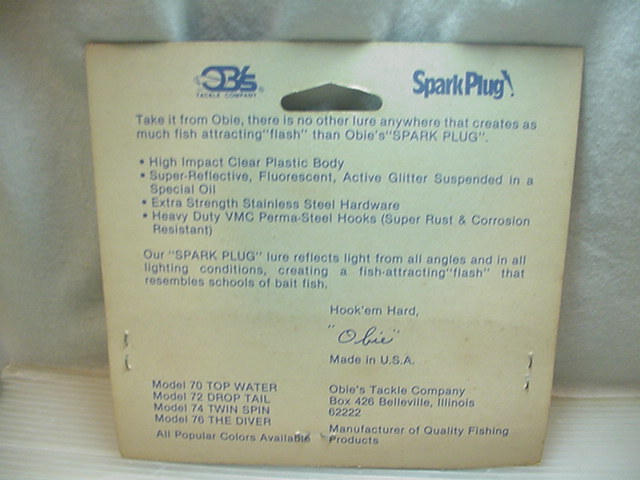 OB's
TACKLE COMPANY
Spark Plug
Take it from Obie, there is no other lure anywhere that creates as
much fish attracting"flash" than Obie's"SPARK PLUG".
• High Impact Clear Plastic Body
• Super-Reflective, Fluorescent, Active Glitter Suspended in a
Special Oil
• Extra Strength Stainless Steel Hardware
• Heavy Duty VMC Perma-Steel Hooks (Super Rust & Corrosion
Resistant)
Our "SPARK PLUG" lure reflects light from all angles and in all
lighting conditions, creating a fish-attracting"flash" that
resembles schools of bait fish.
Hook'em Hard,
"Obie"
Made in U.S.A.
Model 70 TOP WATER
Model 72 DROP TAIL
Model 74 TWIN SPIN
Model 76 THE DIVER
All Popular Colors Available
Obie's Tackle Company
Box 426 Belleville, Illinois
62222
Manufacturer of Quality Fishing
Products